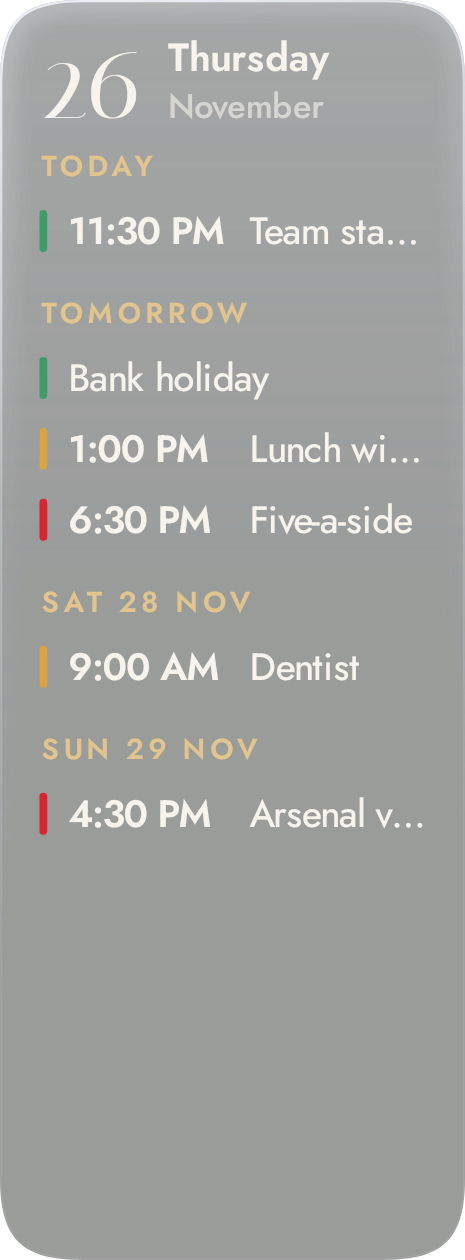 26 Thursday
November
TODAY
11:30 PM Team sta...
TOMORROW
Bank holiday
1:00 PM Lunch wi...
6:30 PM Five-a-side
SAT 28 NOV
9:00 AM Dentist
SUN 29 NOV
4:30 PM Arsenal v...